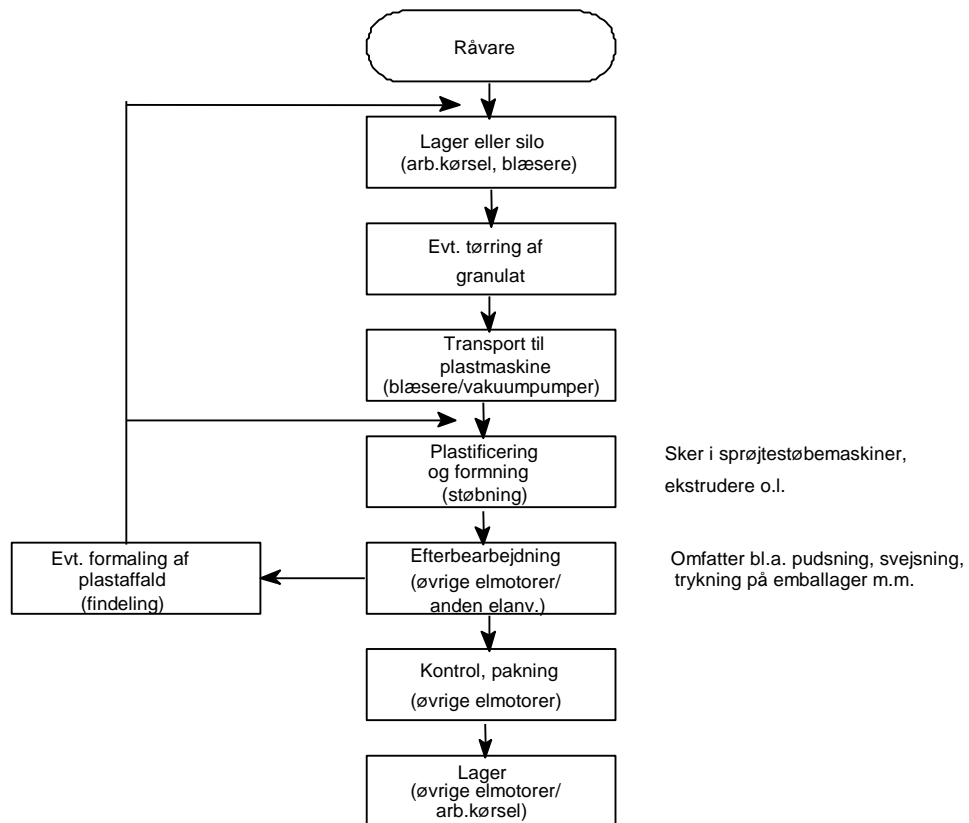 Råvare
Lager eller silo
(arb.kørsel, blæsere)
Evt. tørring af
granulat
Transport til
plastmaskine
(blæsere/vakuumpumper)
Plastificering
og formning
(støbning)
Sker i sprøjtestøbemaskiner,
ekstrudere o.l.
Evt. formaling af
plastaffald
(findeling)
Efterbearbejdning
(øvrige elmotorer/
anden elanv.)
Omfatter bl.a. pudsning, svejsning,
trykning på emballager m.m.
Kontrol, pakning
(øvrige elmotorer)
Lager
(øvrige elmotorer/
arb.kørsel)